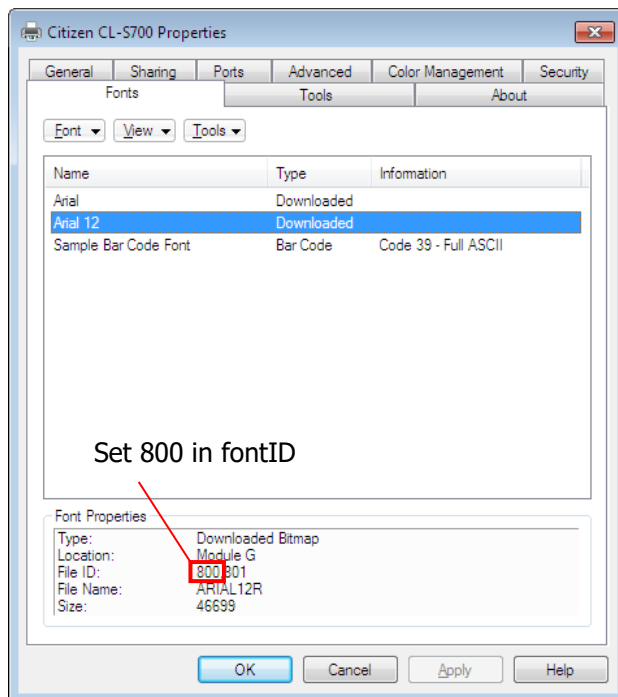 Citizen CL-S700 Properties
General Sharing Ports Advanced Color Management Security
Fonts Tools About
Font View Tools
Name Type Information
Arial Downloaded
Arial 12 Downloaded
Sample Bar Code Font Bar Code Code 39 - Full ASCII
Set 800 in fontID
Font Properties
Type: Downloaded Bitmap
Location: Module G
File ID: 800 801
File Name: ARIAL12R
Size: 46699
OK Cancel Apply Help